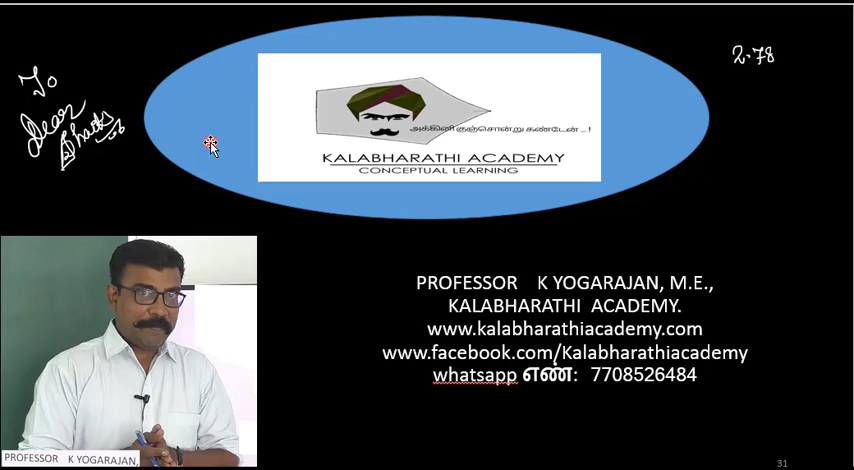 2.78
To
Dear
அக்கினி குஞ்சொன்று கண்டேன் ... !
KALABHARATHI ACADEMY
CONCEPTUAL LEARNING
PROFESSOR K YOGARAJAN, M.E.,
KALABHARATHI ACADEMY.
www.kalabharathiacademy.com
www.facebook.com/Kalabharathiacademy
whatsapp எண்: 7708526484
PROFESSOR K YOGARAJAN,
31